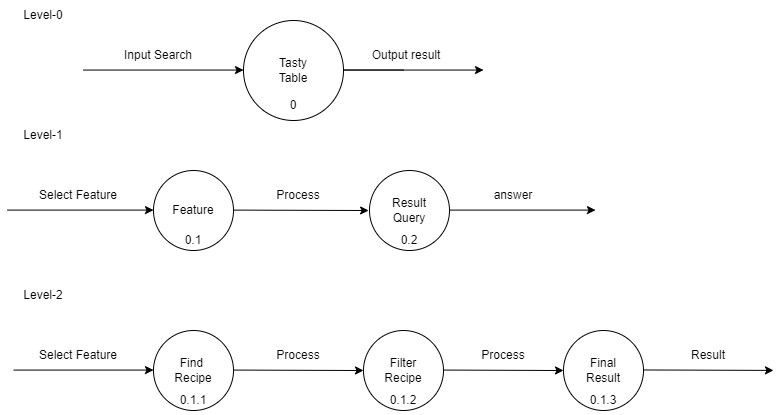 Level-0
Input Search
Output result
Tasty
Table
0
Level-1
Select Feature
Process
answer
Feature
Result
Query
0.1
0.2
Level-2
Select Feature
Process
Process
Result
Find
Recipe
Filter
Recipe
Final
Result
0.1.1
0.1.2
0.1.3